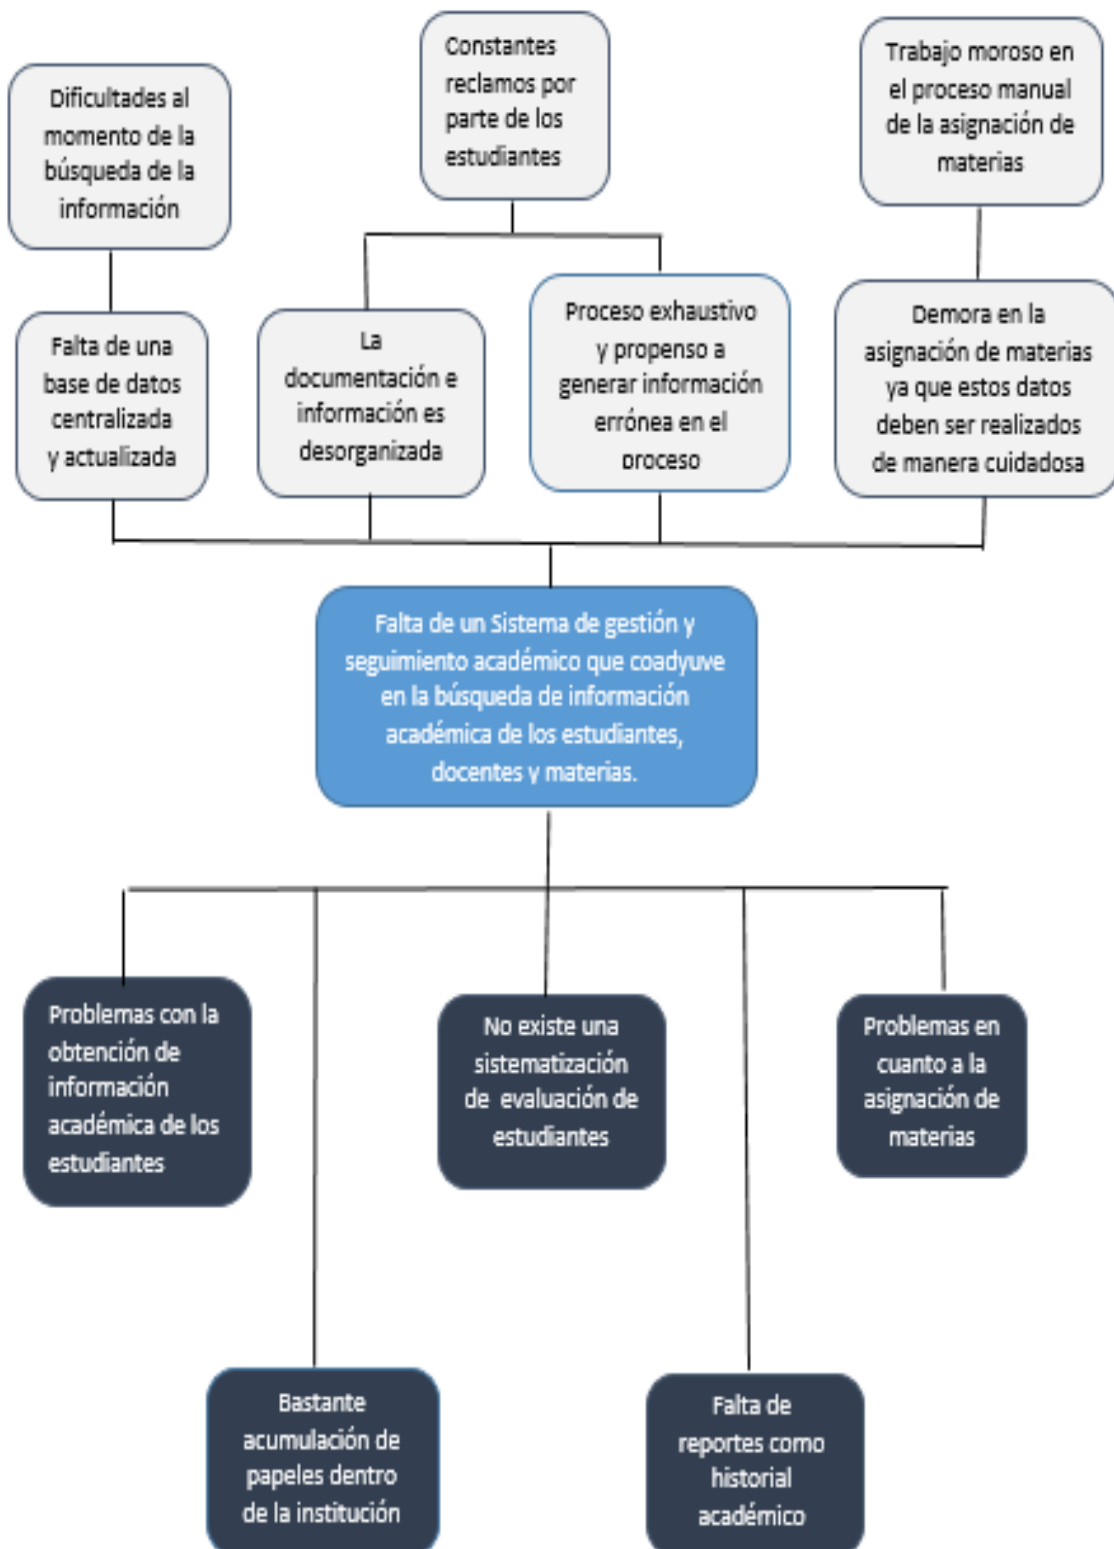 Dificultades al
momento de la
búsqueda de la
información
Constantes
reclamos por
parte de los
estudiantes
Trabajo moroso en
el proceso manual
de la asignación de
materias
Falta de una
base de datos
centralizada
y actualizada
La
documentación e
información es
desorganizada
Proceso exhaustivo
y propenso a
generar información
errónea en el
proceso
Demora en la
asignación de materias
ya que estos datos
deben ser realizados
de manera cuidadosa
Falta de un Sistema de gestión y
seguimiento académico que coadyuve
en la búsqueda de información
académica de los estudiantes,
docentes y materias.
Problemas con la
obtención de
información
académica de los
estudiantes
No existe una
sistematización
de evaluación de
estudiantes
Problemas en
cuanto a la
asignación de
materias
Bastante
acumulación de
papeles dentro
de la institución
Falta de
reportes como
historial
académico